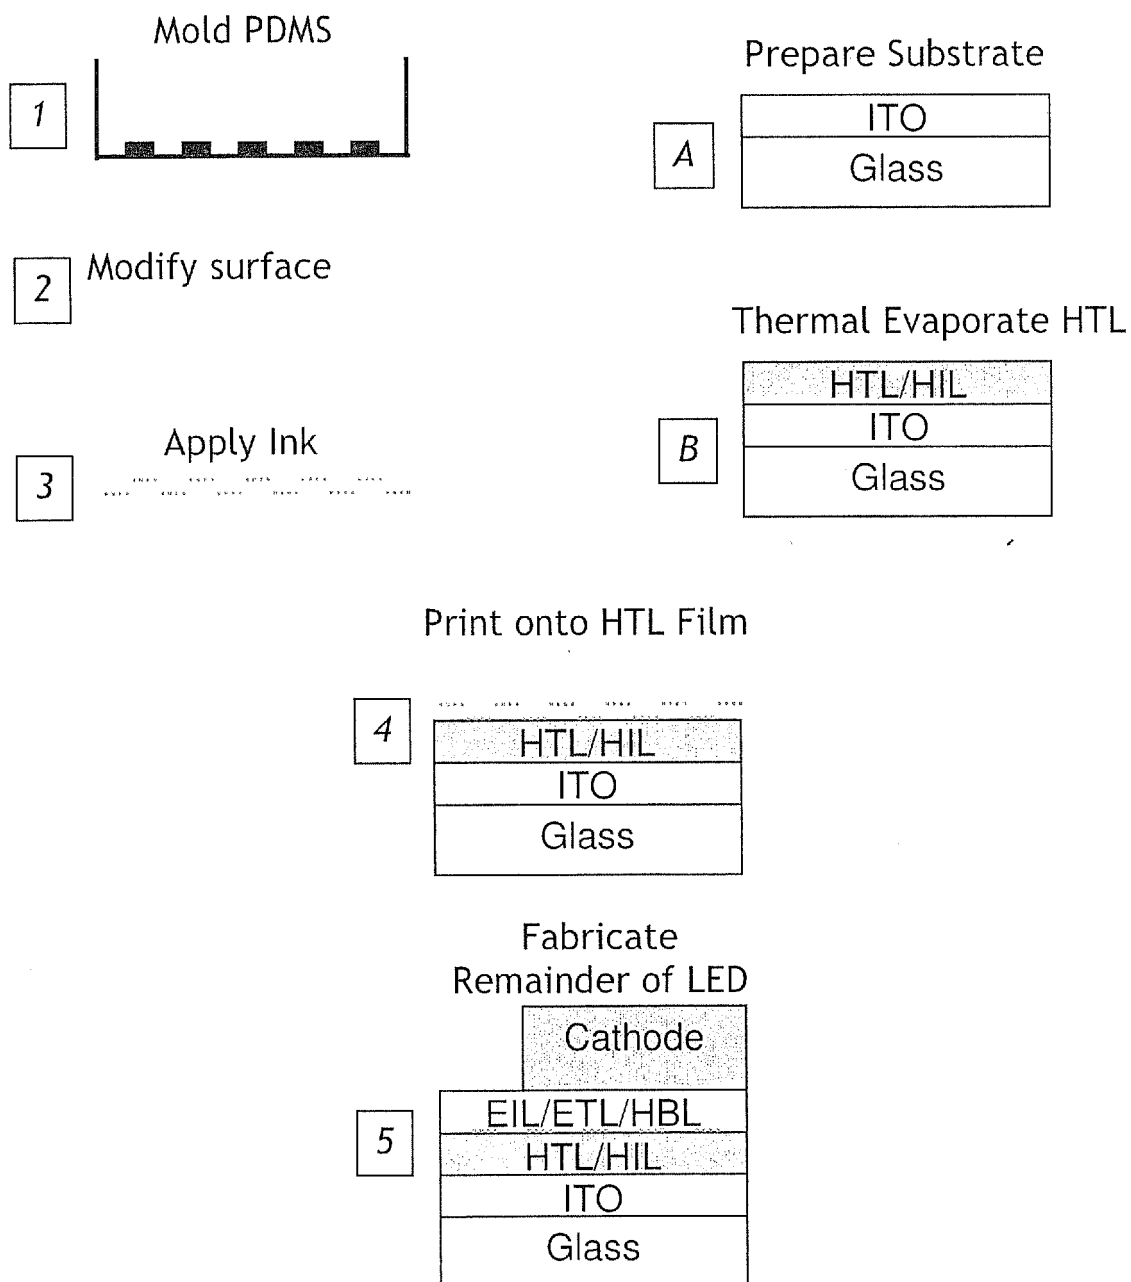 Mold PDMS
1
2
Modify surface
3
Apply Ink
Prepare Substrate
A
ITO
Glass
Thermal Evaporate HTL
B
HTL/HIL
ITO
Glass
Print onto HTL Film
4
HTL/HIL
ITO
Glass
Fabricate
Remainder of LED
5
Cathode
EIL/ETL/HBL
HTL/HIL
ITO
Glass